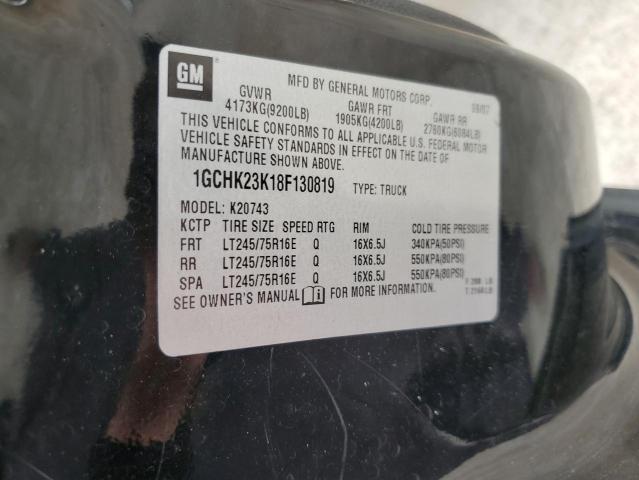 GM
MFD BY GENERAL MOTORS CORP. 09/07
GVWR GAWR FRT GAWR RR
4173KG(9200LB) 1905KG(4200LB) 2760KG(6084LB)
THIS VEHICLE CONFORMS TO ALL APPLICABLE U.S. FEDERAL MOTOR
VEHICLE SAFETY STANDARDS IN EFFECT ON THE DATE OF
MANUFACTURE SHOWN ABOVE.
1GCHK23K18F130819 TYPE: TRUCK
MODEL: K20743
KCTP TIRE SIZE SPEED RTG RIM COLD TIRE PRESSURE
FRT LT245/75R16E Q 16X6.5J 340KPA(50PSI)
RR LT245/75R16E Q 16X6.5J 550KPA(80PSI)
SPA LT245/75R16E Q 16X6.5J 550KPA(80PSI)
SEE OWNER'S MANUAL FOR MORE INFORMATION.